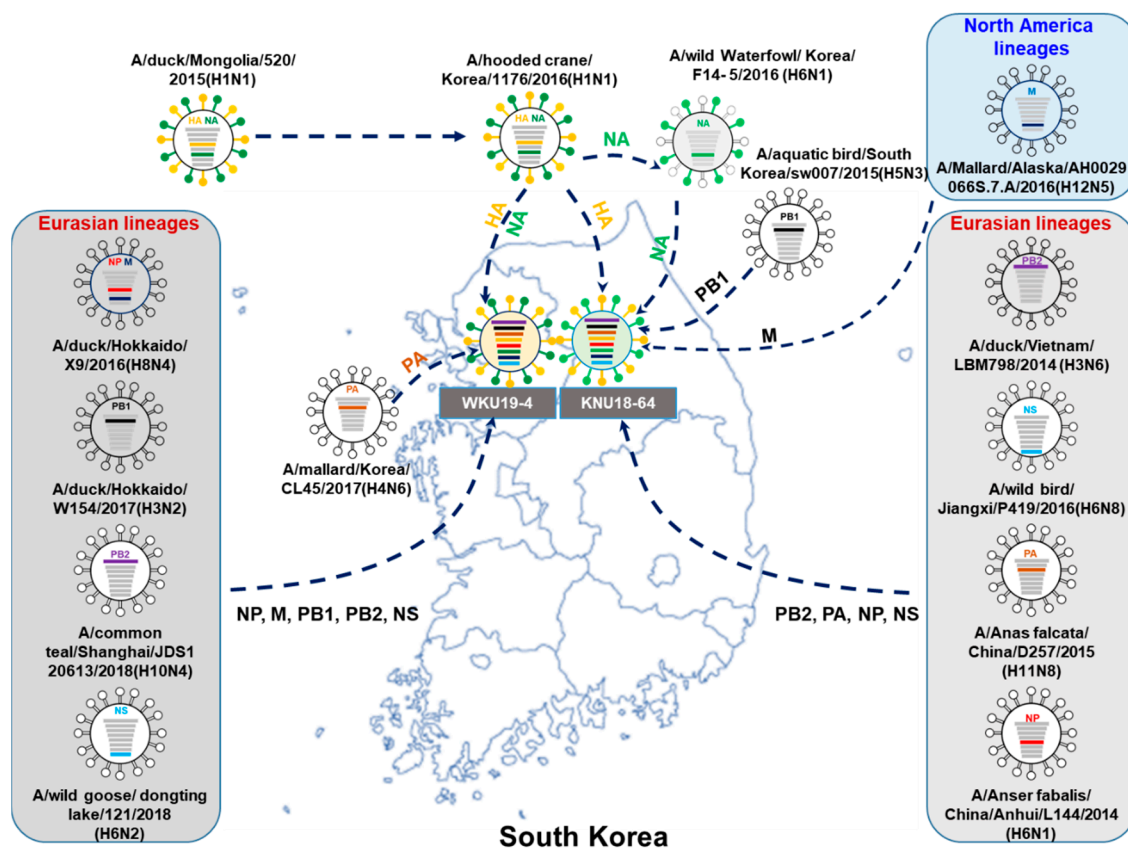 A/duck/Mongolia/520/
2015(H1N1)
HA NA
A/hooded crane/
Korea/1176/2016(H1N1)
HA NA
NA
A/wild Waterfowl/ Korea/
F14- 5/2016 (H6N1)
NA
A/aquatic bird/South
Korea/sw007/2015(H5N3)
PB1
North America
lineages
M
A/Mallard/Alaska/AH0029
066S.7.A/2016(H12N5)
HA
NA
HA
NA
PB1
M
PA
WKU19-4
KNU18-64
PA
A/mallard/Korea/
CL45/2017(H4N6)
Eurasian lineages
NP M
A/duck/Hokkaido/
X9/2016(H8N4)
PB1
A/duck/Hokkaido/
W154/2017(H3N2)
PB2
A/common
teal/Shanghai/JDS1
20613/2018(H10N4)
NS
A/wild goose/ dongting
lake/121/2018
(H6N2)
NP, M, PB1, PB2, NS
PB2, PA, NP, NS
Eurasian lineages
PB2
A/duck/Vietnam/
LBM798/2014 (H3N6)
NS
A/wild bird/
Jiangxi/P419/2016(H6N8)
PA
A/Anas falcata/
China/D257/2015
(H11N8)
NP
A/Anser fabalis/
China/Anhui/L144/2014
(H6N1)
South Korea